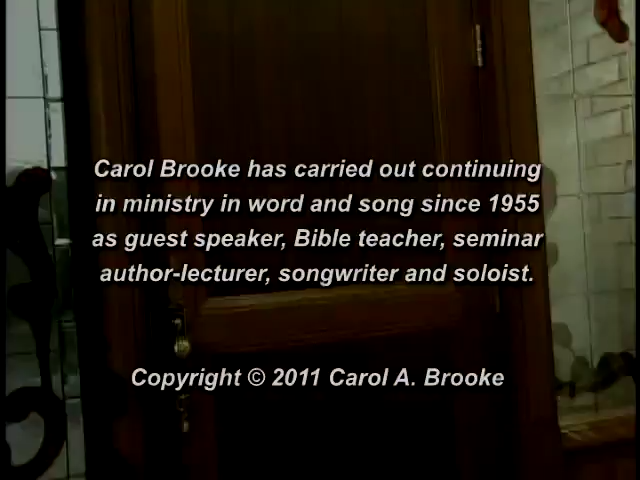 Carol Brooke has carried out continuing
in ministry in word and song since 1955
as guest speaker, Bible teacher, seminar
author-lecturer, songwriter and soloist.
Copyright © 2011 Carol A. Brooke